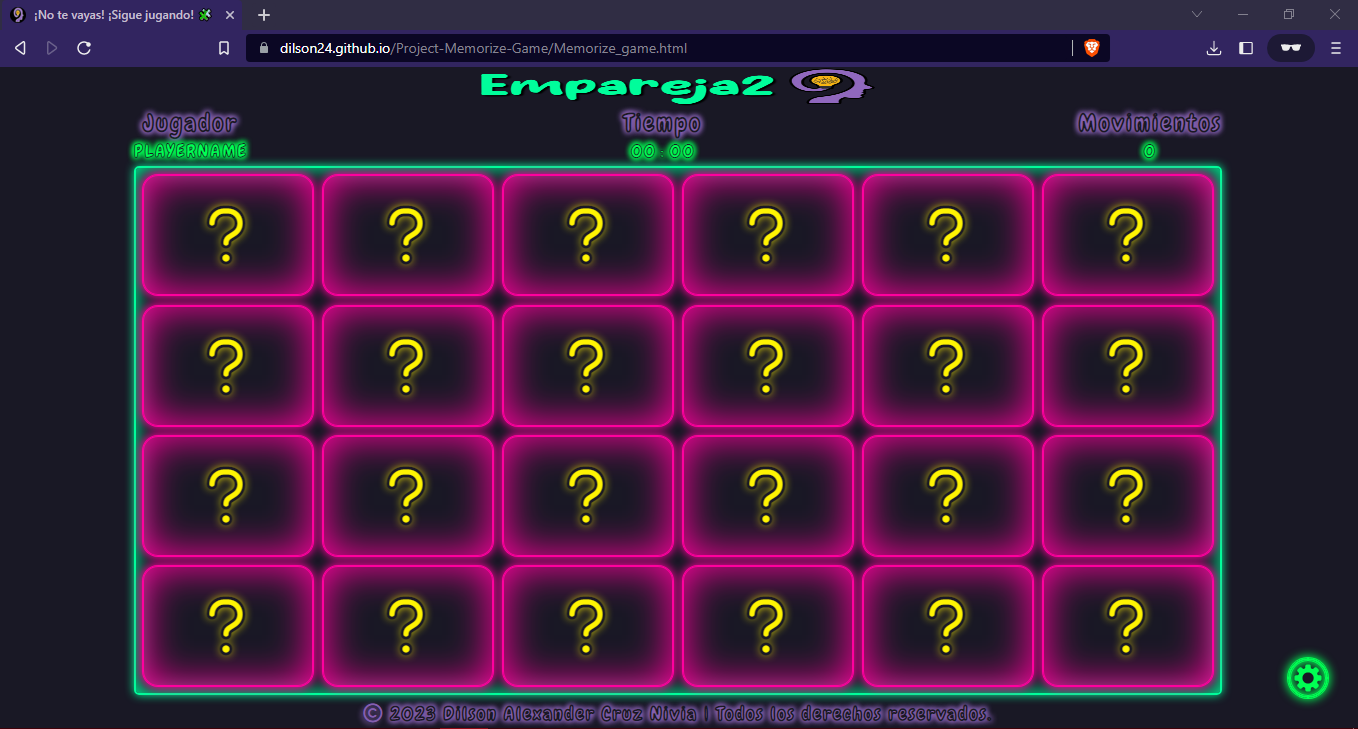 ¡No te vayas! ¡Sigue jugando!
dilson24.github.io/Project-Memorize-Game/Memorize_game.html
Empareja2
Jugador Tiempo Movimientos
PLAYERNAME 00:00 0
? ? ? ? ? ?
? ? ? ? ? ?
? ? ? ? ? ?
? ? ? ? ? ?
© 2023 Dilson Alexander Cruz Nivia | Todos los derechos reservados.